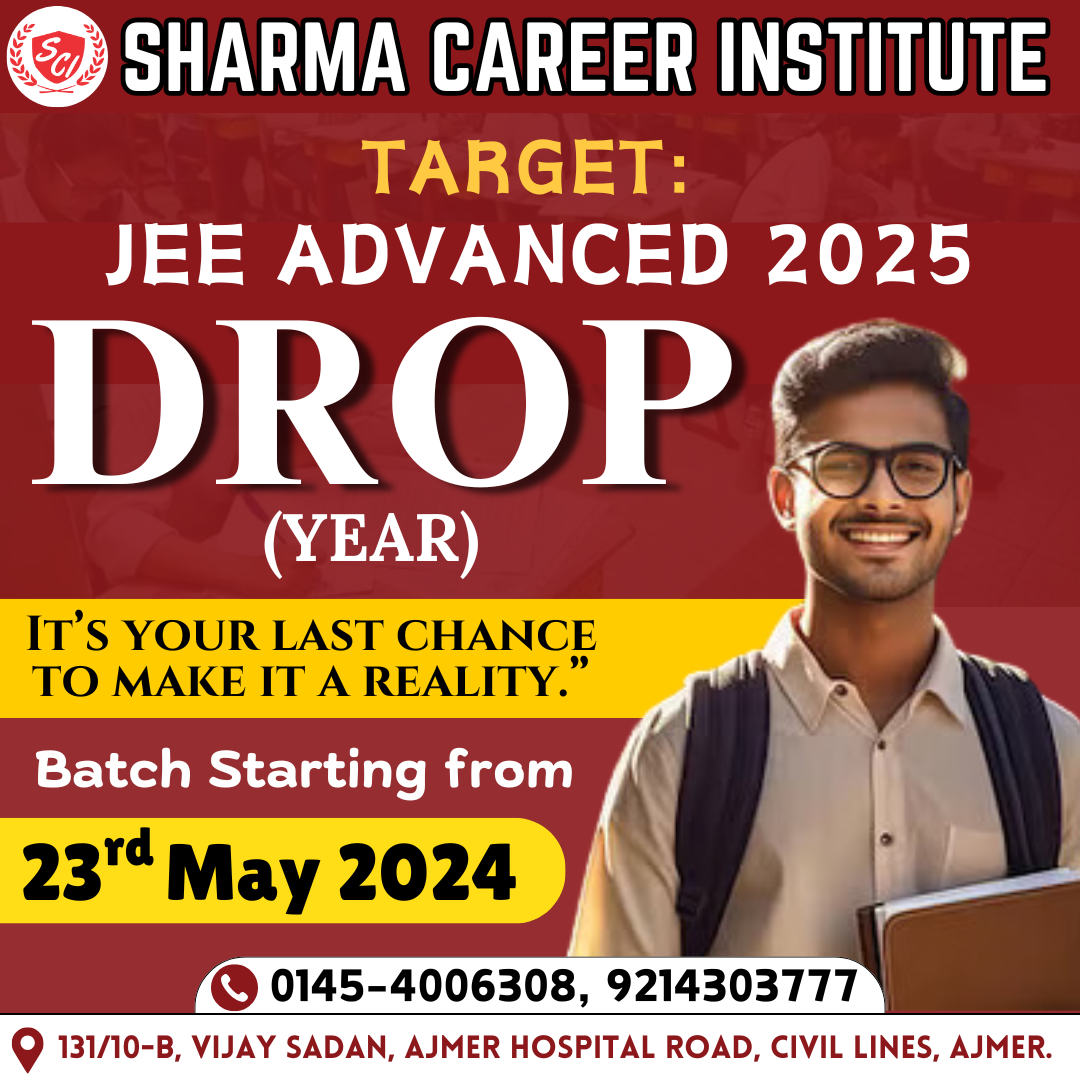 SCI
SHARMA CAREER INSTITUTE
TARGET:
JEE ADVANCED 2025
DROP
(YEAR)
IT'S YOUR LAST CHANCE
TO MAKE IT A REALITY."
Batch Starting from
23rd May 2024
0145-4006308, 9214303777
131/10-B, VIJAY SADAN, AJMER HOSPITAL ROAD, CIVIL LINES, AJMER.